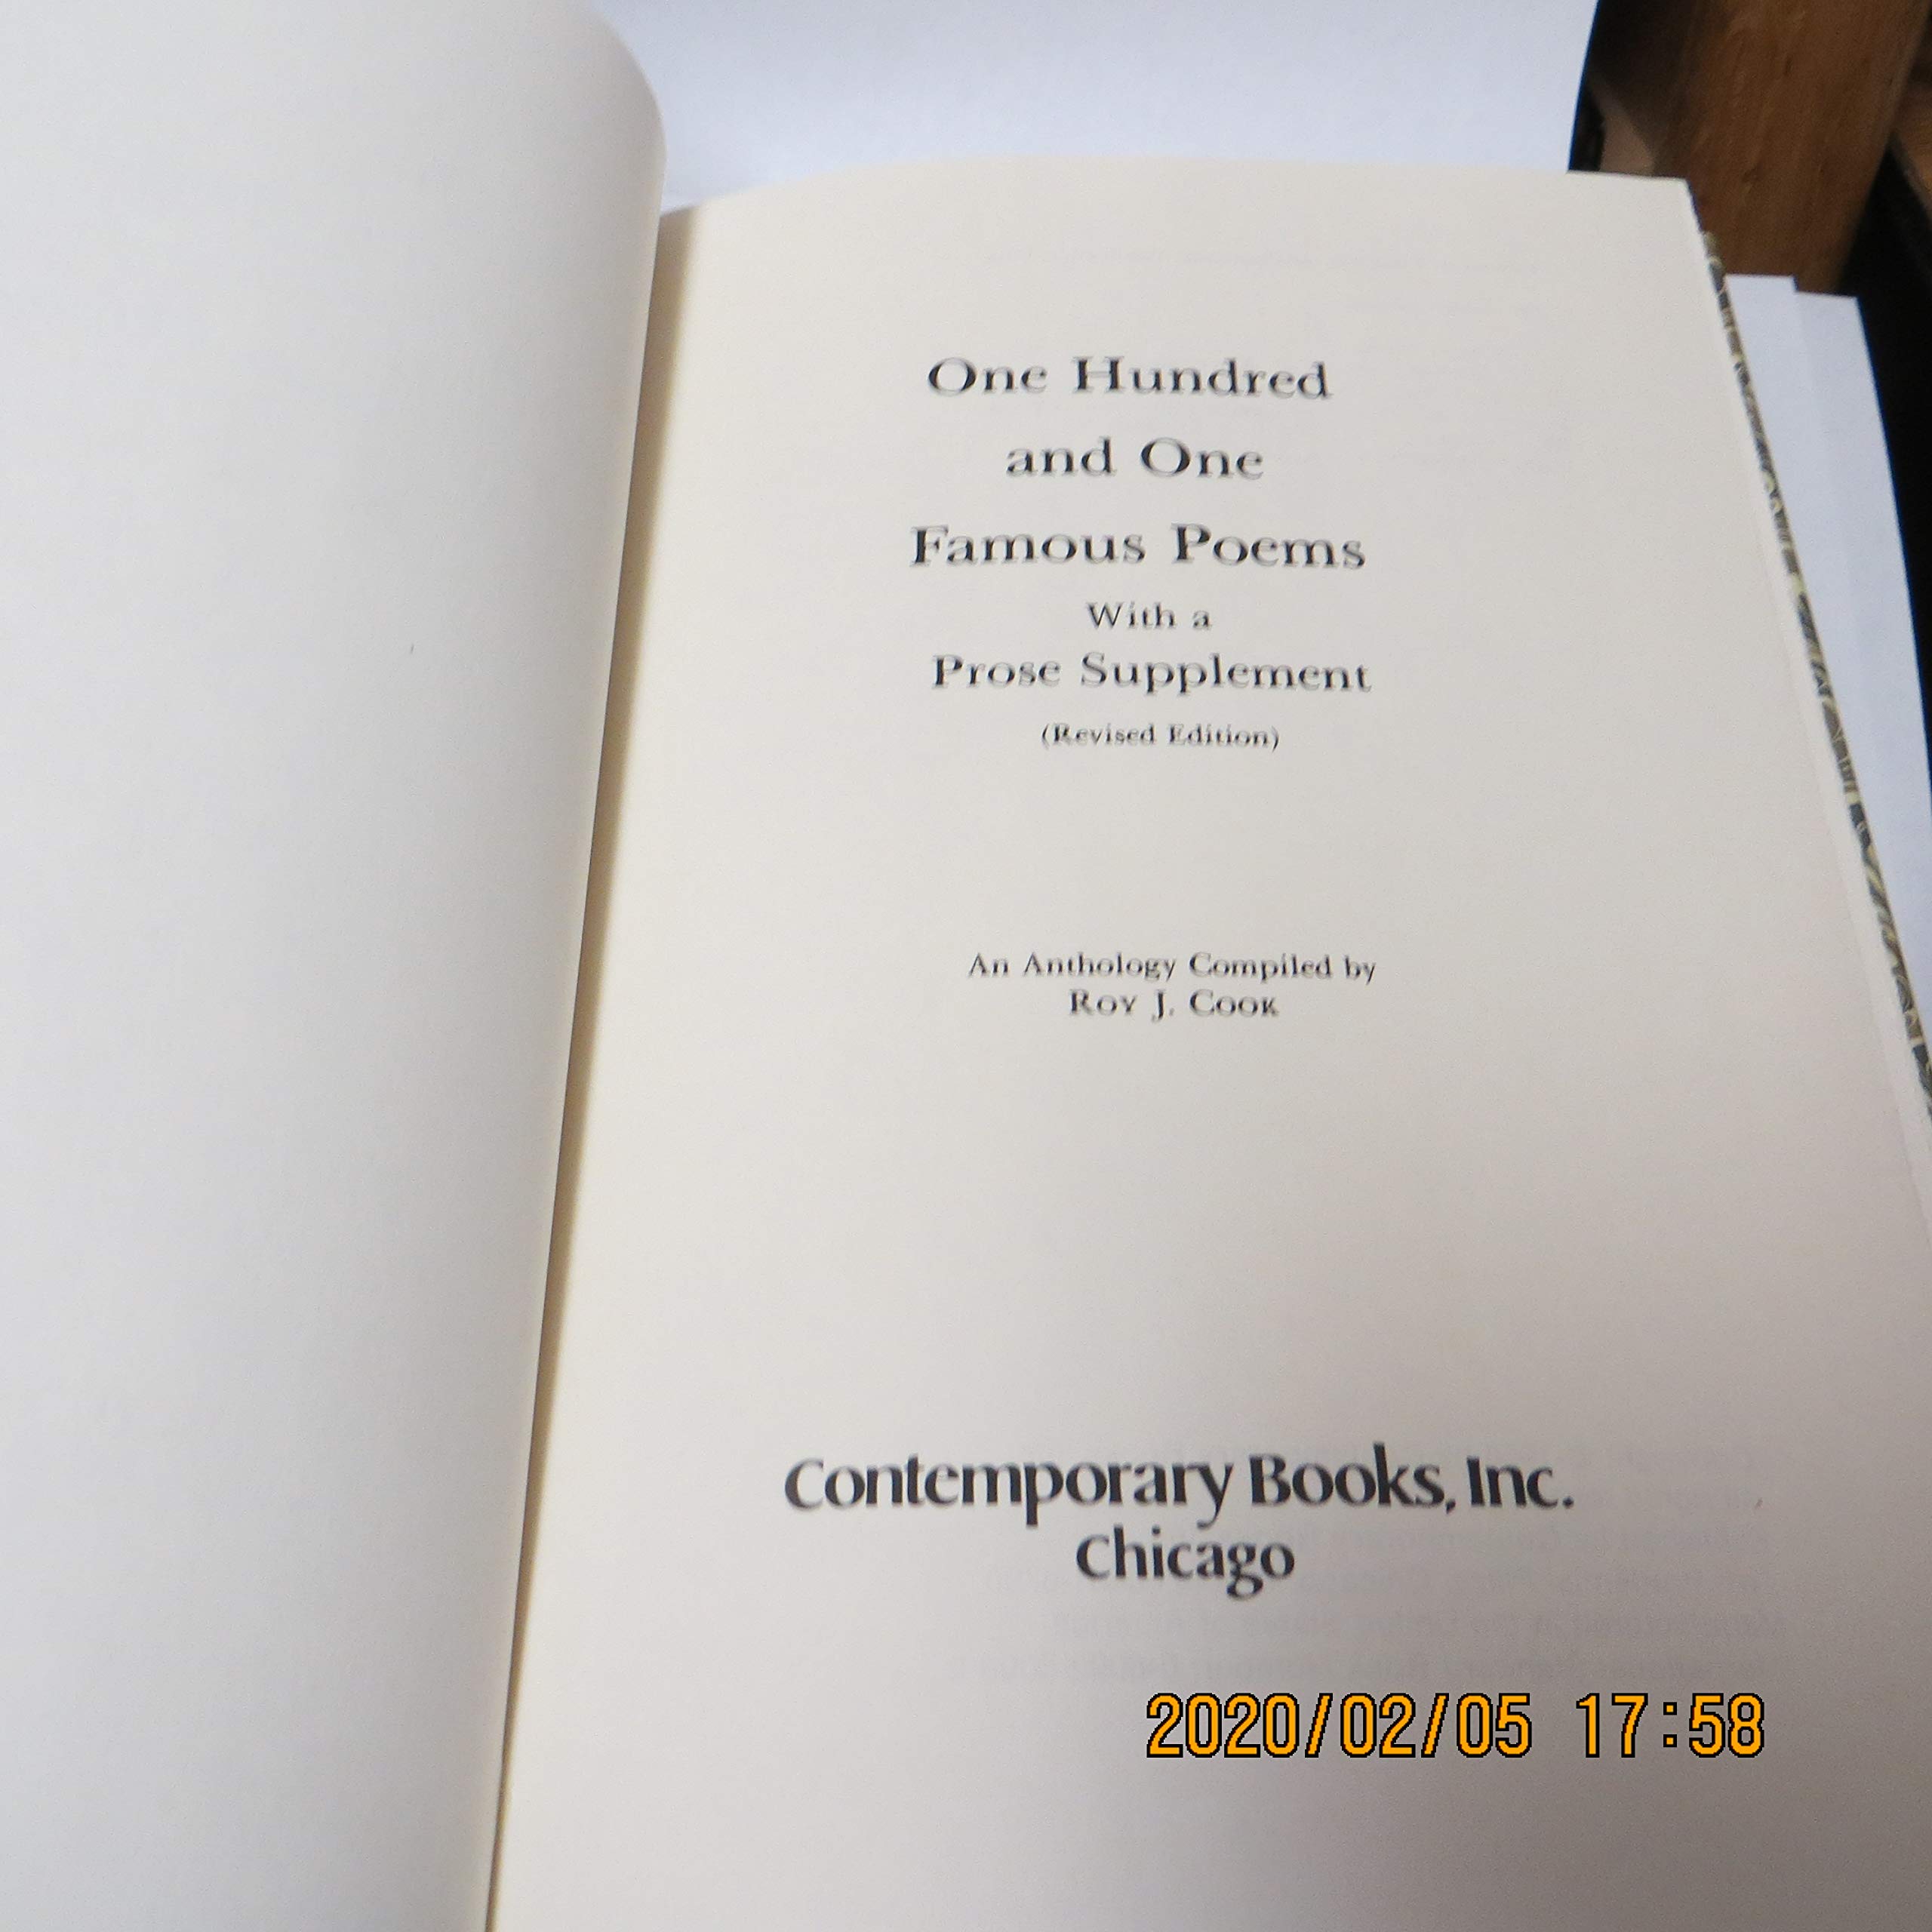 One Hundred
and One
Famous Poems
With a
Prose Supplement
(Revised Edition)
An Anthology Compiled by
Roy J. Cook
Contemporary Books, Inc.
Chicago
2020/02/05 17:58